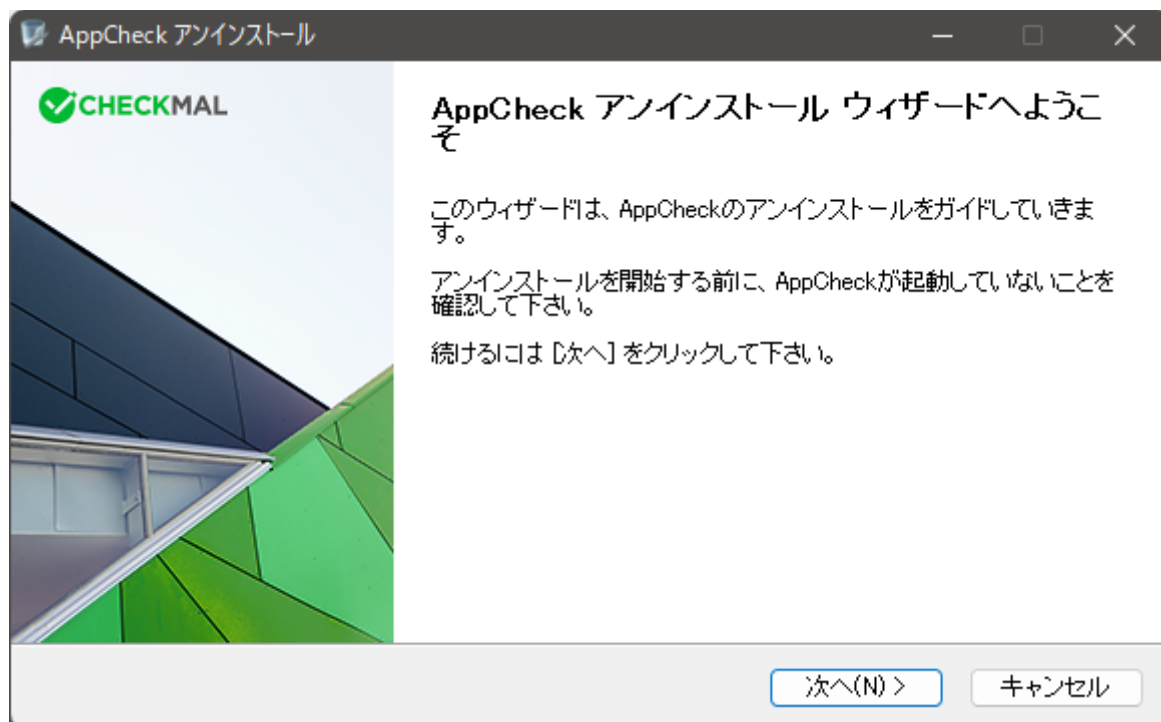 AppCheck アンインストール
CHECKMAL
AppCheck アンインストール ウィザードへようこ
そ
このウィザードは、AppCheckのアンインストールをガイドしていきま
す。
アンインストールを開始する前に、AppCheckが起動していないことを
確認して下さい。
続けるには [次へ] をクリックして下さい。
次へ(N) >
キャンセル